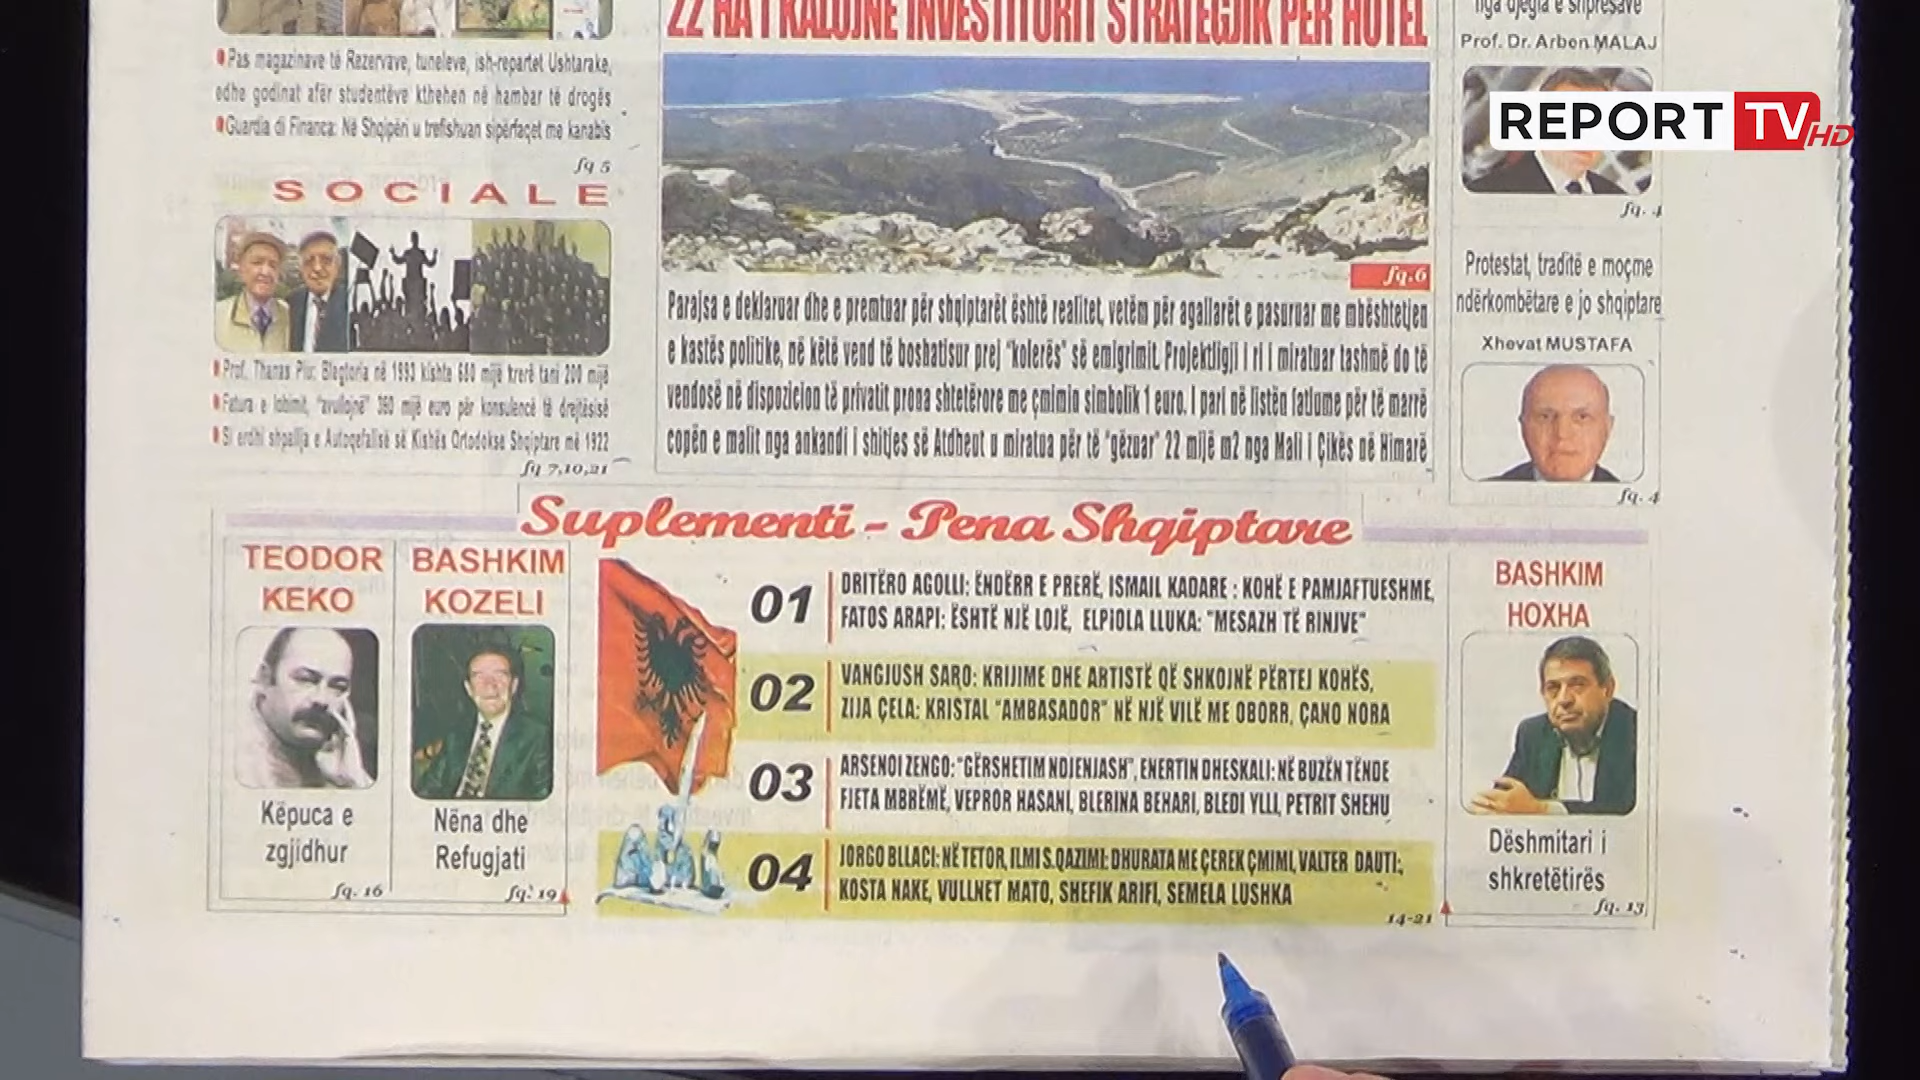 22 HA I KALOJNË INVESTITORIT STRATEGJIK PËR HOTEL
nga djegia e shpresave
Prof. Dr. Arben MALAJ
REPORT TV HD
fq. 4
Pas magazinave të Rezervave, tuneleve, ish-repartet Ushtarake,
edhe godinat afër studentëve kthehen në hambar të drogës
Guardia di Financa: Në Shqipëri u trefishuan sipërfaqet me kanabis
fq 5
SOCIALE
Prof. Thanas Piu: Blegtoria në 1993 kishte 680 mijë krerë tani 200 mijë
Fatura e lobimit, "avullojnë" 390 mijë euro për konsulencë të drejtësisë
Si erdhi shpallja e Autoqefalisë së Kishës Ortodokse Shqiptare më 1922
fq 7,10,21
fq.6
Parajsa e deklaruar dhe e premtuar për shqiptarët është realitet, vetëm për agallarët e pasuruar me mbështetjen
e kastës politike, në këtë vend të boshatisur prej "kolerës" së emigrimit. Projektligji i ri i miratuar tashmë do të
vendosë në dispozicion të privatit prona shtetërore me çmimin simbolik 1 euro. I pari në listën fatlume për të marrë
copën e malit nga ankandi i shitjes së Atdheut u miratua për të "gëzuar" 22 mijë m2 nga Mali i Çikës në Himarë
Protestat, traditë e moçme
ndërkombëtare e jo shqiptare
Xhevat MUSTAFA
fq. 4
Suplementi - Pena Shqiptare
TEODOR
KEKO
Këpuca e
zgjidhur
fq. 16
BASHKIM
KOZELI
Nëna dhe
Refugjati
fq. 19
01
DRITËRO AGOLLI: ËNDËRR E PRERË, ISMAIL KADARE : KOHË E PAMJAFTUESHME,
FATOS ARAPI: ËSHTË NJË LOJË, ELPIOLA LLUKA: "MESAZH TË RINJVE"
02
VANGJUSH SARO: KRIJIME DHE ARTISTË QË SHKOJNË PËRTEJ KOHËS,
ZIJA ÇELA: KRISTAL "AMBASADOR" NË NJË VILË ME OBORR, ÇANO NORA
03
ARSENOI ZENGO: "GËRSHETIM NDJENJASH", ENERTIN DHESKALI: NË BUZËN TËNDE
FJETA MBRËMË, VEPROR HASANI, BLERINA BEHARI, BLEDI YLLI, PETRIT SHEHU
04
JORGO BLLACI: NË TETOR, ILMI S.QAZIMI: DHURATA ME ÇEREK ÇMIMI, VALTER DAUTI;
KOSTA NAKE, VULLNET MATO, SHEFIK ARIFI, SEMELA LUSHKA
14-21
BASHKIM
HOXHA
Dëshmitari i
shkretëtirës
fq. 13